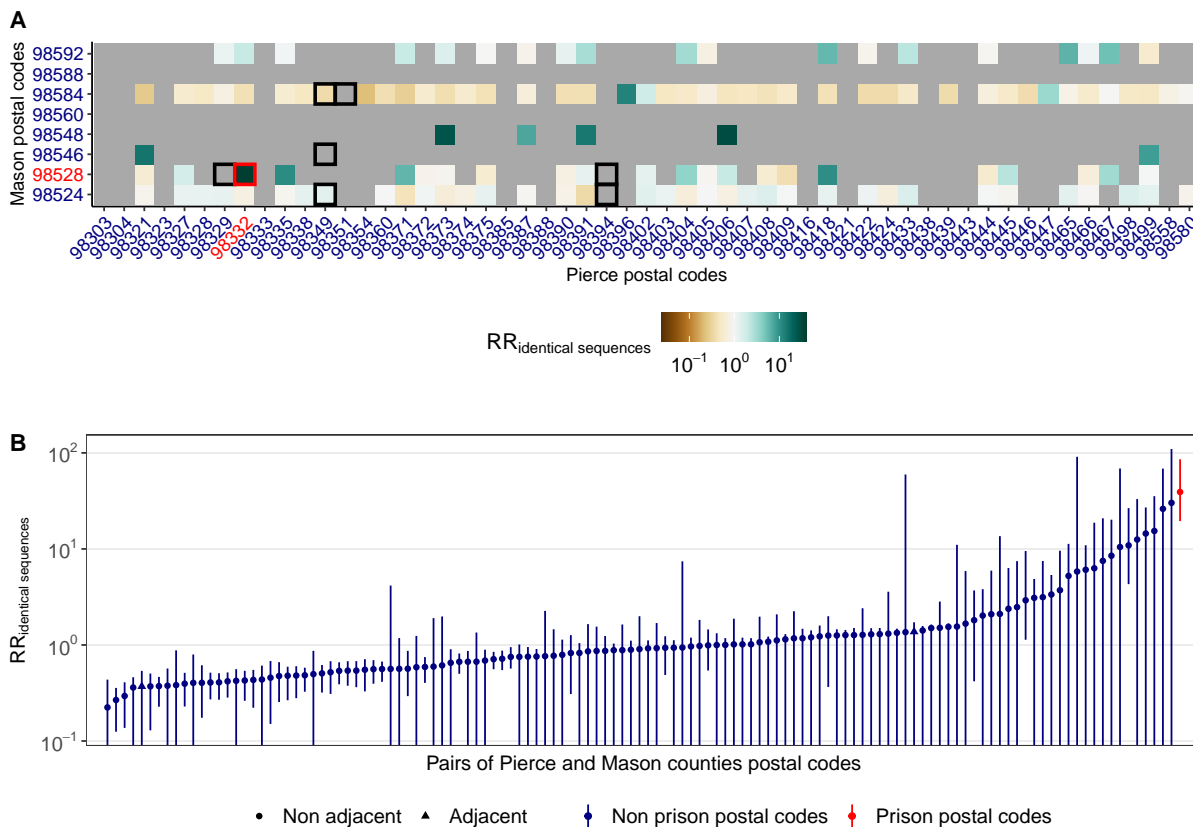 A
Mason postal codes
98592
98588
98584
98560
98548
98546
98528
98524
98303 98304 98321 98323 98327 98328 98329 98332 98333 98335 98338 98349 98351 98354 98360 98371 98372 98373 98374 98375 98385 98387 98388 98390 98391 98394 98396 98402 98403 98404 98405 98406 98407 98408 98409 98416 98418 98421 98422 98424 98433 98438 98439 98443 98444 98445 98446 98447 98465 98466 98467 98498 98499 98558 98580
Pierce postal codes
RR identical sequences
10⁻¹ 10⁰ 10¹
B
RR identical sequences
10²
10¹
10⁰
10⁻¹
Pairs of Pierce and Mason counties postal codes
Non adjacent Adjacent Non prison postal codes Prison postal codes